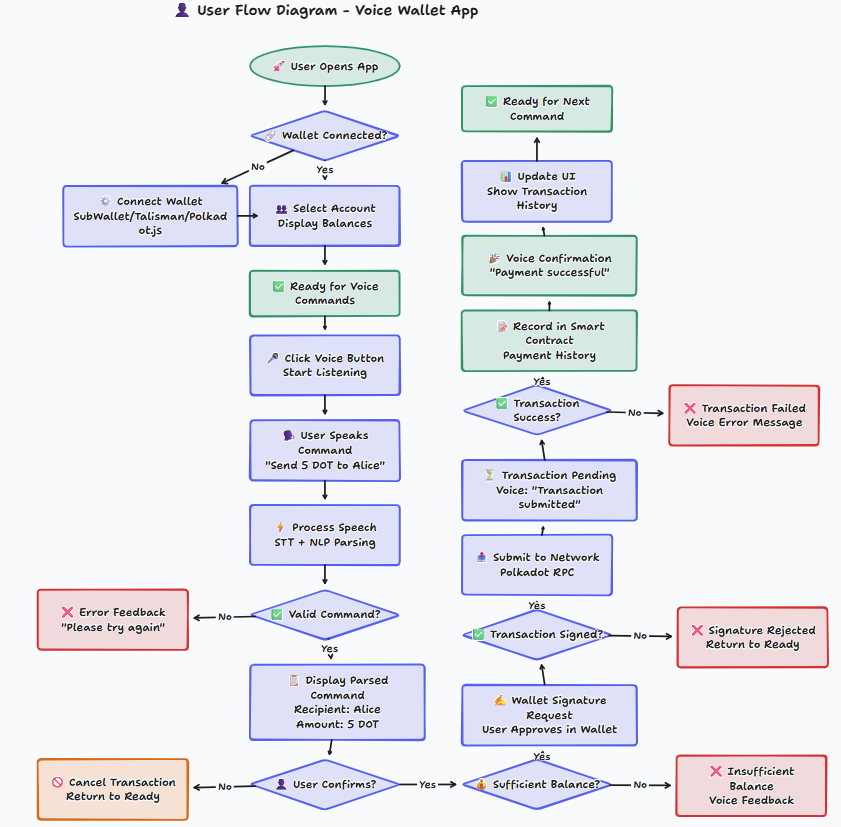 User Flow Diagram - Voice Wallet App
User Opens App
Wallet Connected?
No
Yes
Connect Wallet
SubWallet/Talisman/Polkad
ot.js
Select Account
Display Balances
Ready for Voice
Commands
Click Voice Button
Start Listening
User Speaks
Command
"Send 5 DOT to Alice"
Process Speech
STT + NLP Parsing
Valid Command?
No
Error Feedback
"Please try again"
Yes
Display Parsed
Command
Recipient: Alice
Amount: 5 DOT
User Confirms?
No
Cancel Transaction
Return to Ready
Yes
Sufficient Balance?
No
Insufficient
Balance
Voice Feedback
Yes
Wallet Signature
Request
User Approves in Wallet
Transaction Signed?
No
Signature Rejected
Return to Ready
Yes
Submit to Network
Polkadot RPC
Transaction Pending
Voice: "Transaction
submitted"
Transaction
Success?
No
Transaction Failed
Voice Error Message
Yes
Record in Smart
Contract
Payment History
Voice Confirmation
"Payment successful"
Update UI
Show Transaction
History
Ready for Next
Command